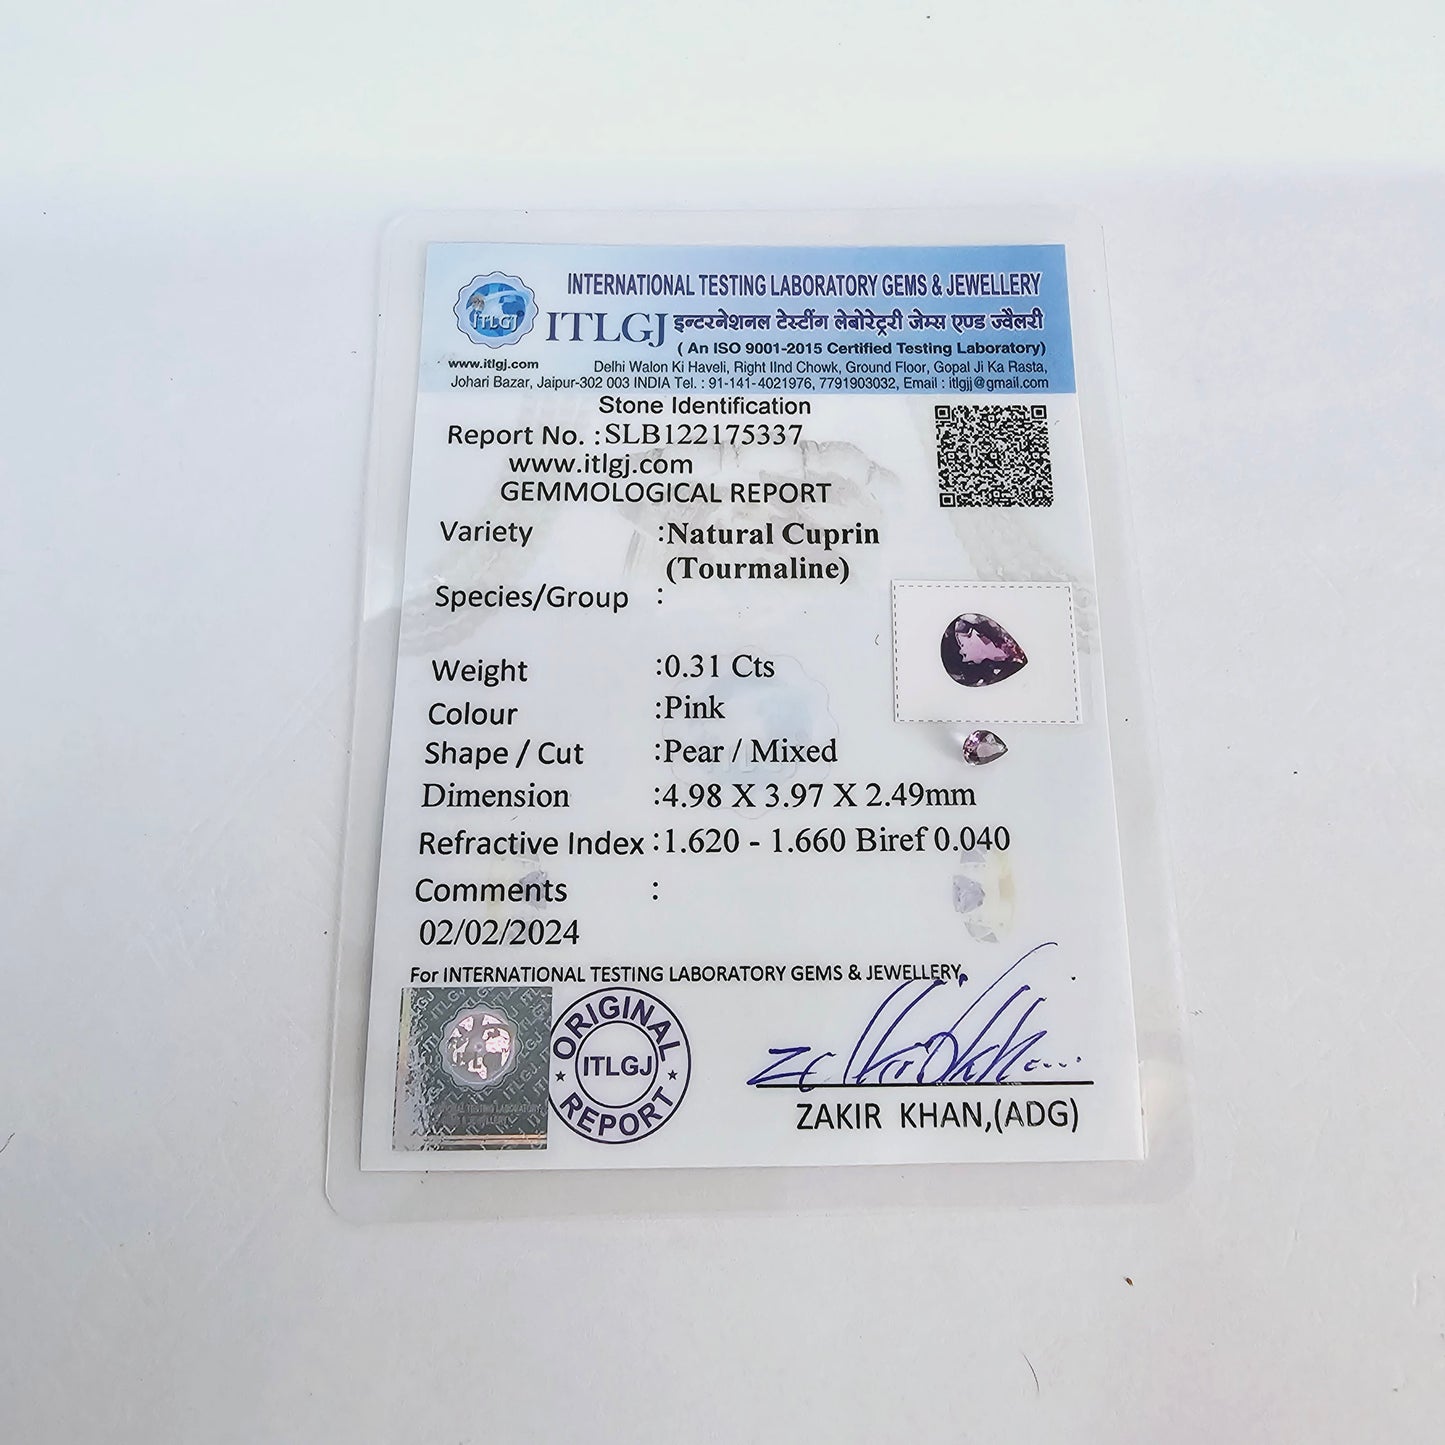 INTERNATIONAL TESTING LABORATORY GEMS & JEWELLERY
ITLGJ
ITLGJ इन्टरनेशनल टेस्टींग लेबोरेट्ररी जेम्स एण्ड ज्वैलरी
( An ISO 9001-2015 Certified Testing Laboratory)
www.itlgj.com Delhi Walon Ki Haveli, Right IInd Chowk, Ground Floor, Gopal Ji Ka Rasta,
Johari Bazar, Jaipur-302 003 INDIA Tel. : 91-141-4021976, 7791903032, Email : itlgjj@gmail.com
Stone Identification
Report No. :SLB122175337
www.itlgj.com
GEMMOLOGICAL REPORT
Variety :Natural Cuprin
(Tourmaline)
Species/Group :
Weight :0.31 Cts
Colour :Pink
Shape / Cut :Pear / Mixed
Dimension :4.98 X 3.97 X 2.49mm
Refractive Index :1.620 - 1.660 Biref 0.040
Comments :
02/02/2024
For INTERNATIONAL TESTING LABORATORY GEMS & JEWELLERY,
ORIGINAL
ITLGJ
REPORT
ZAKIR KHAN,(ADG)